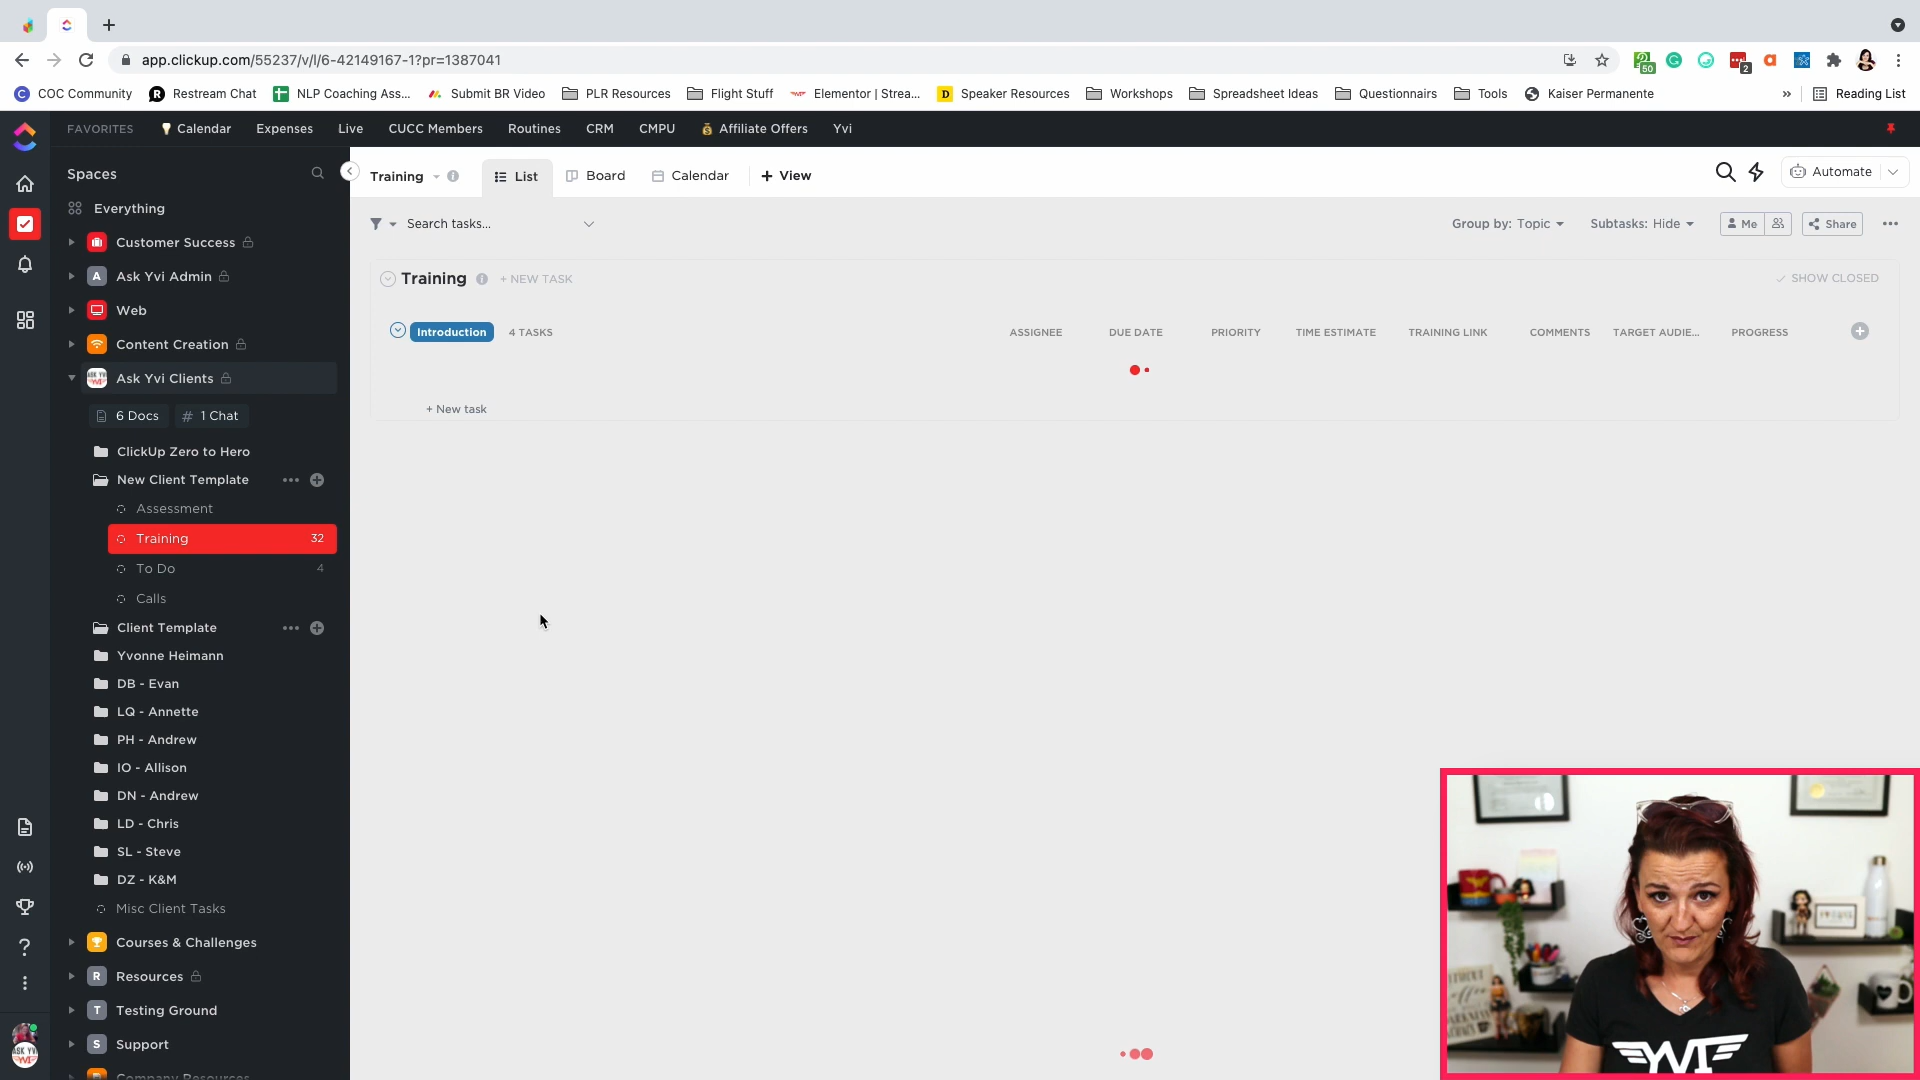 app.clickup.com/55237/v/l/6-42149167-1?pr=1387041
50
2
COC Community
Restream Chat
NLP Coaching Ass...
Submit BR Video
PLR Resources
Flight Stuff
Elementor | Strea...
Speaker Resources
Workshops
Spreadsheet Ideas
Questionnairs
Tools
Kaiser Permanente
»
Reading List
FAVORITES
Calendar
Expenses
Live
CUCC Members
Routines
CRM
CMPU
Affiliate Offers
Yvi
Spaces
Everything
Customer Success
A Ask Yvi Admin
Web
Content Creation
Ask Yvi Clients
6 Docs
# 1 Chat
ClickUp Zero to Hero
New Client Template
Assessment
Training 32
To Do 4
Calls
Client Template
Yvonne Heimann
DB - Evan
LQ - Annette
PH - Andrew
IO - Allison
DN - Andrew
LD - Chris
SL - Steve
DZ - K&M
Misc Client Tasks
Courses & Challenges
R Resources
T Testing Ground
S Support
Company Resources
Training
List
Board
Calendar
+ View
Automate
Search tasks...
Group by: Topic
Subtasks: Hide
Me
Share
Training
+ NEW TASK
SHOW CLOSED
Introduction
4 TASKS
ASSIGNEE
DUE DATE
PRIORITY
TIME ESTIMATE
TRAINING LINK
COMMENTS
TARGET AUDIE...
PROGRESS
+ New task
ASK YVI
YVI